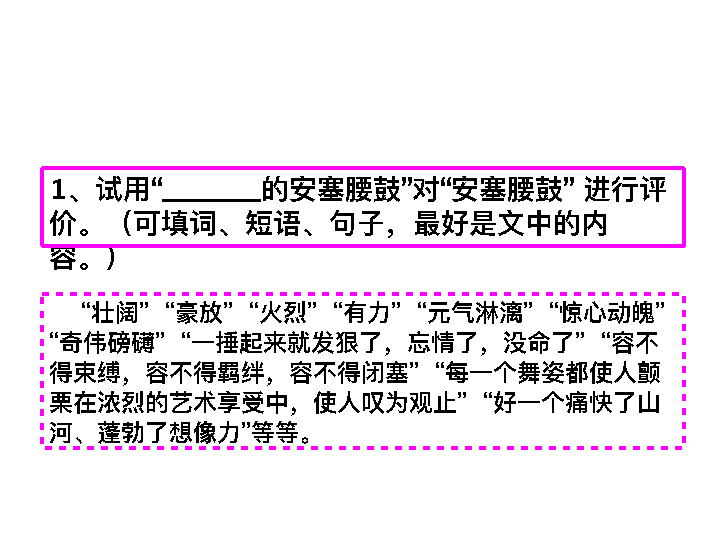 1、试用“_______的安塞腰鼓”对“安塞腰鼓” 进行评
价。（可填词、短语、句子，最好是文中的内
容。）
“壮阔” “豪放” “火烈” “有力” “元气淋漓” “惊心动魄”
“奇伟磅礴” “一捶起来就发狠了，忘情了，没命了” “容不
得束缚，容不得羁绊，容不得闭塞” “每一个舞姿都使人颤
栗在浓烈的艺术享受中，使人叹为观止” “好一个痛快了山
河、蓬勃了想像力”等等。